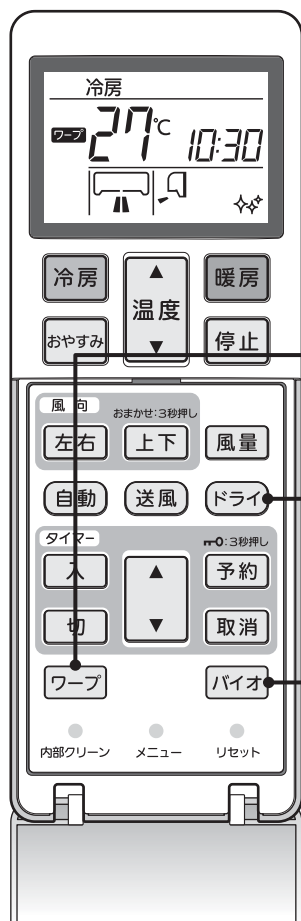 冷房
ワープ 27℃ 10:30
冷房 ▲ 温度 ▼ 暖房
おやすみ 停止
風向 おまかせ:3秒押し
左右 上下 風量
自動 送風 ドライ
タイマー :3秒押し
入 ▲ 予約
切 ▼ 取消
ワープ バイオ
内部クリーン メニュー リセット